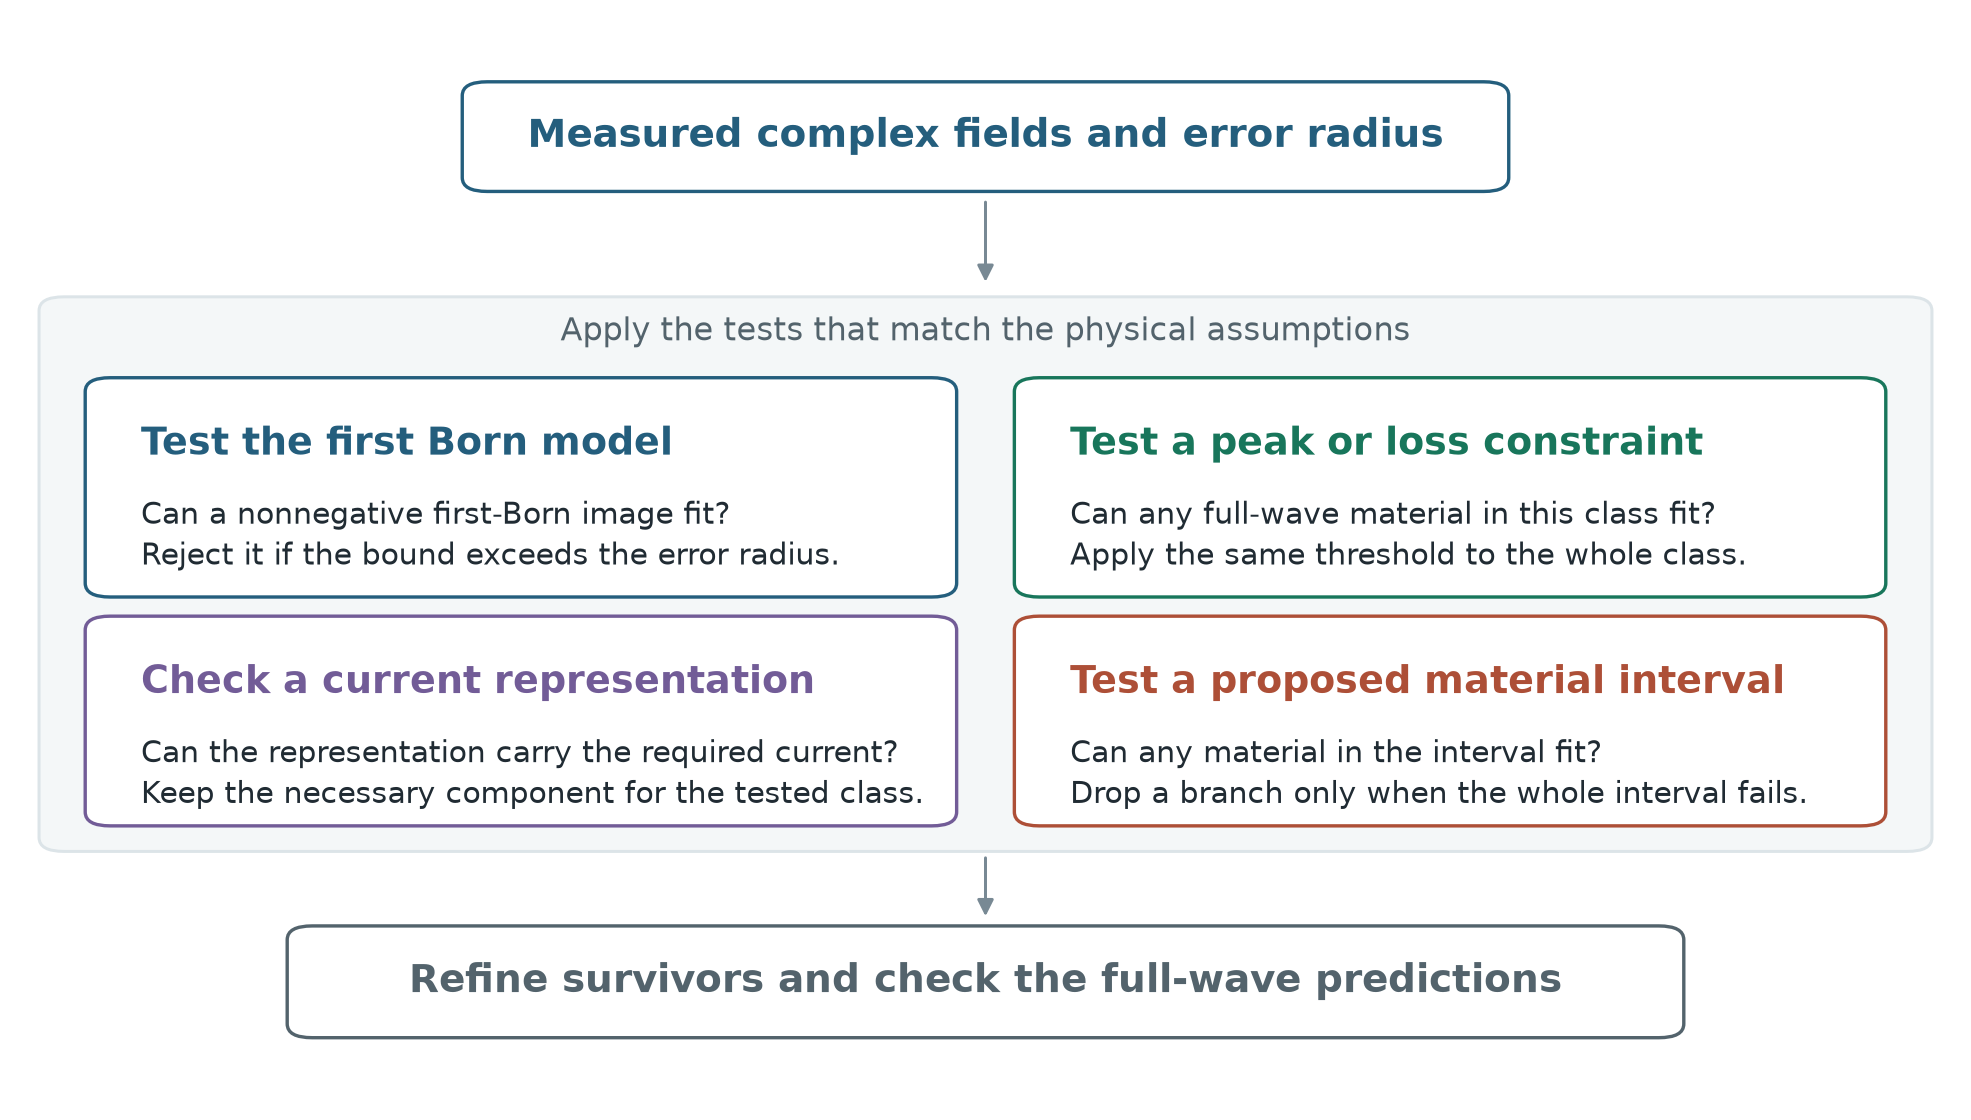 Measured complex fields and error radius
Apply the tests that match the physical assumptions
Test the first Born model
Can a nonnegative first-Born image fit?
Reject it if the bound exceeds the error radius.
Test a peak or loss constraint
Can any full-wave material in this class fit?
Apply the same threshold to the whole class.
Check a current representation
Can the representation carry the required current?
Keep the necessary component for the tested class.
Test a proposed material interval
Can any material in the interval fit?
Drop a branch only when the whole interval fails.
Refine survivors and check the full-wave predictions